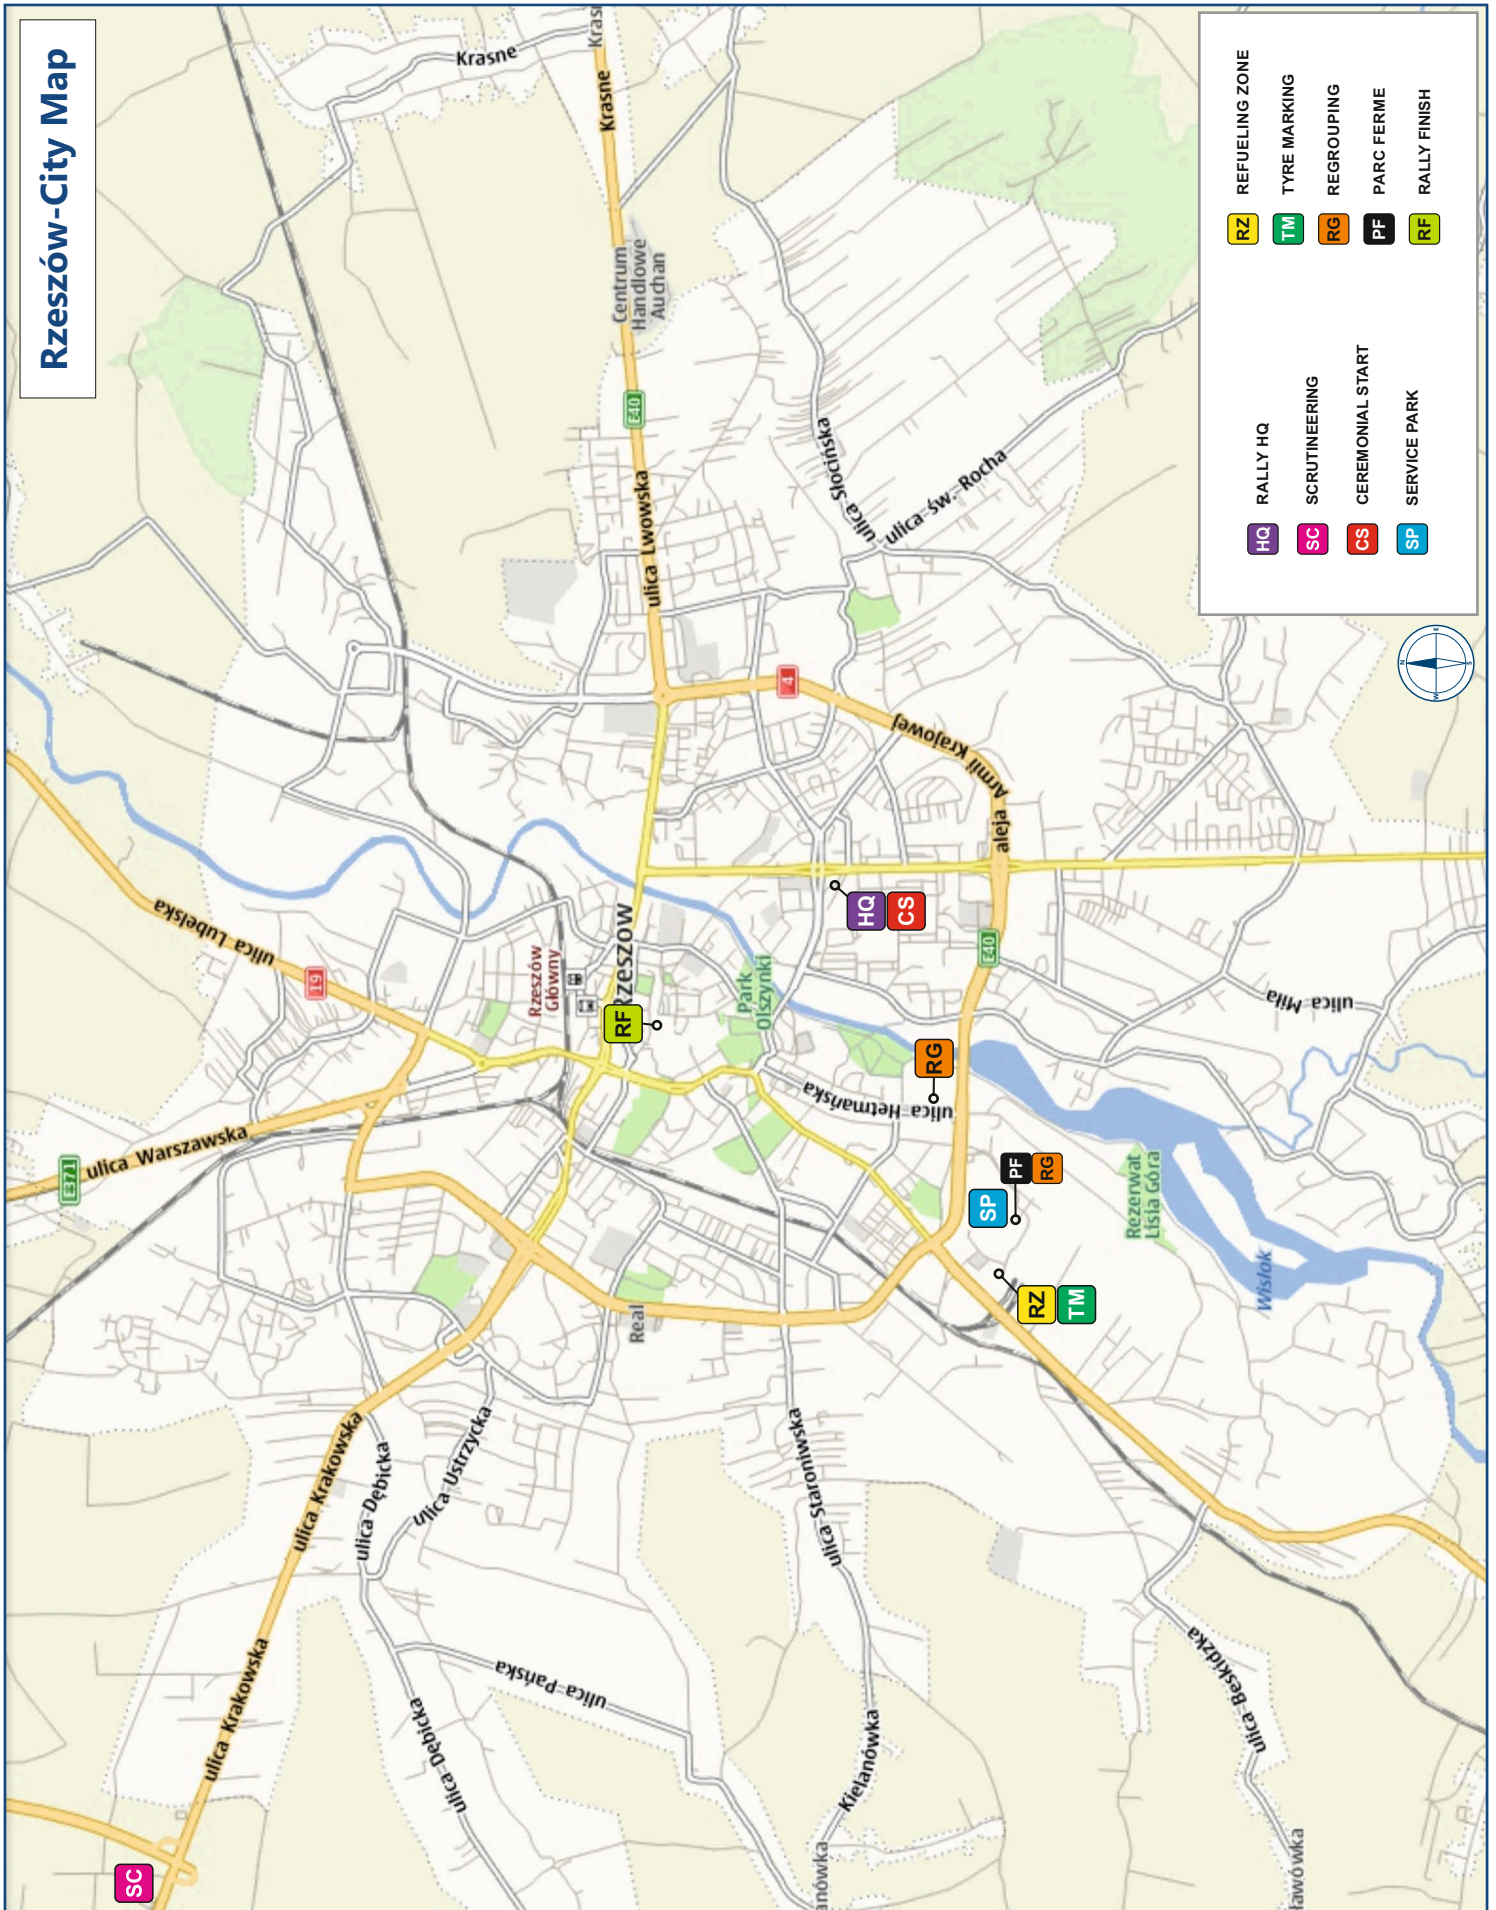 Rzeszów-City Map
HQ RALLY HQ
SC SCRUTINEERING
CS CEREMONIAL START
SP SERVICE PARK
RZ REFUELING ZONE
TM TYRE MARKING
RG REGROUPING
PF PARC FERME
RF RALLY FINISH
N
E
S
W
Krasne
Krasne
Centrum
Handlowe
Auchan
E40
ulica Lwowska
ulica Słocińska
ulica św. Rocha
4
aleja Armii Krajowej
ulica Lubelska
19
Rzeszów
Główny
Rzeszow
RF
Park
Olszynki
HQ
CS
E40
ulica Miła
RG
ulica Hetmańska
E371
ulica Warszawska
PF
RG
SP
RZ
TM
Rezerwat
Lisia Góra
Wisłok
Real
ulica Krakowska
ulica Dębicka
ulica Ustrzycka
ulica Staroniwska
ulica Krakowska
ulica Dębicka
ulica Pańska
Kielanówka
ulica Beskidzka
SC